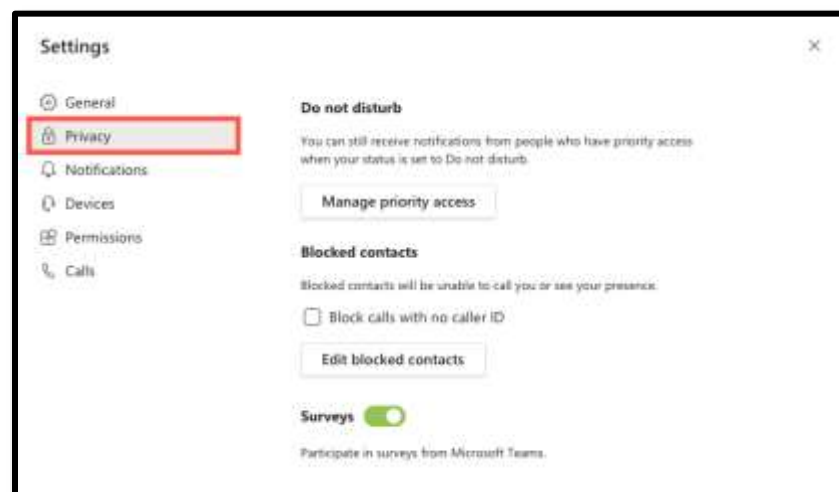 Settings
General
Privacy
Notifications
Devices
Permissions
Calls
Do not disturb
You can still receive notifications from people who have priority access
when your status is set to Do not disturb.
Manage priority access
Blocked contacts
Blocked contacts will be unable to call you or see your presence.
Block calls with no caller ID
Edit blocked contacts
Surveys
Participate in surveys from Microsoft Teams.